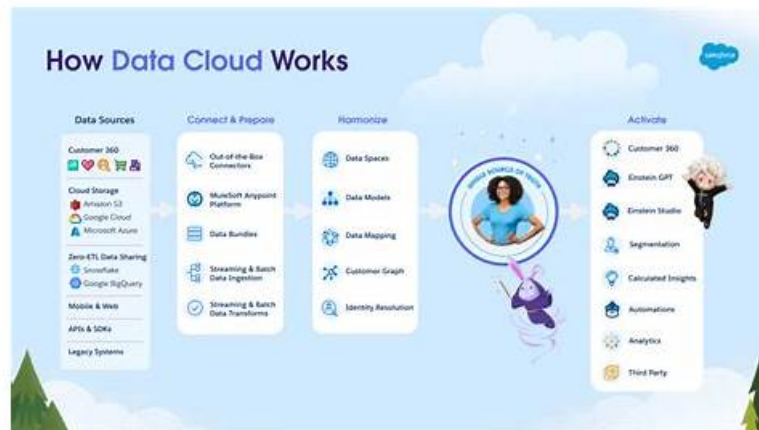 How Data Cloud Works
salesforce
Data Sources
Customer 360
Cloud Storage
Amazon S3
Google Cloud
Microsoft Azure
Zero-ETL Data Sharing
Snowflake
Google BigQuery
Mobile & Web
APIs & SDKs
Legacy Systems
Connect & Prepare
Out-of-the-Box
Connectors
MuleSoft Anypoint
Platform
Data Bundles
Streaming & Batch
Data Ingestion
Streaming & Batch
Data Transforms
Harmonize
Data Spaces
Data Models
Data Mapping
Customer Graph
Identity Resolution
SINGLE SOURCE OF TRUTH
Activate
Customer 360
Einstein GPT
Einstein Studio
Segmentation
Calculated Insights
Automations
Analytics
Third Party